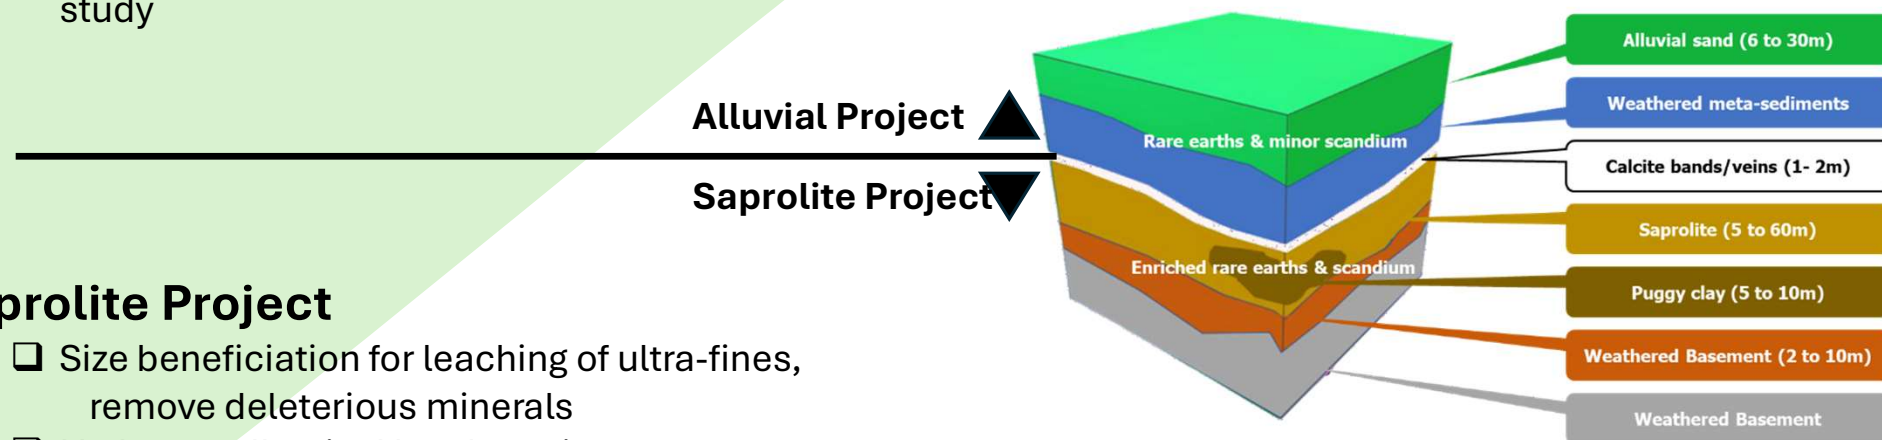 study
Alluvial Project
Saprolite Project
Alluvial sand (6 to 30m)
Weathered meta-sediments
Calcite bands/veins (1- 2m)
Saprolite (5 to 60m)
Puggy clay (5 to 10m)
Weathered Basement (2 to 10m)
Weathered Basement
Rare earths & minor scandium
Enriched rare earths & scandium
prolite Project
Size beneficiation for leaching of ultra-fines,
remove deleterious minerals